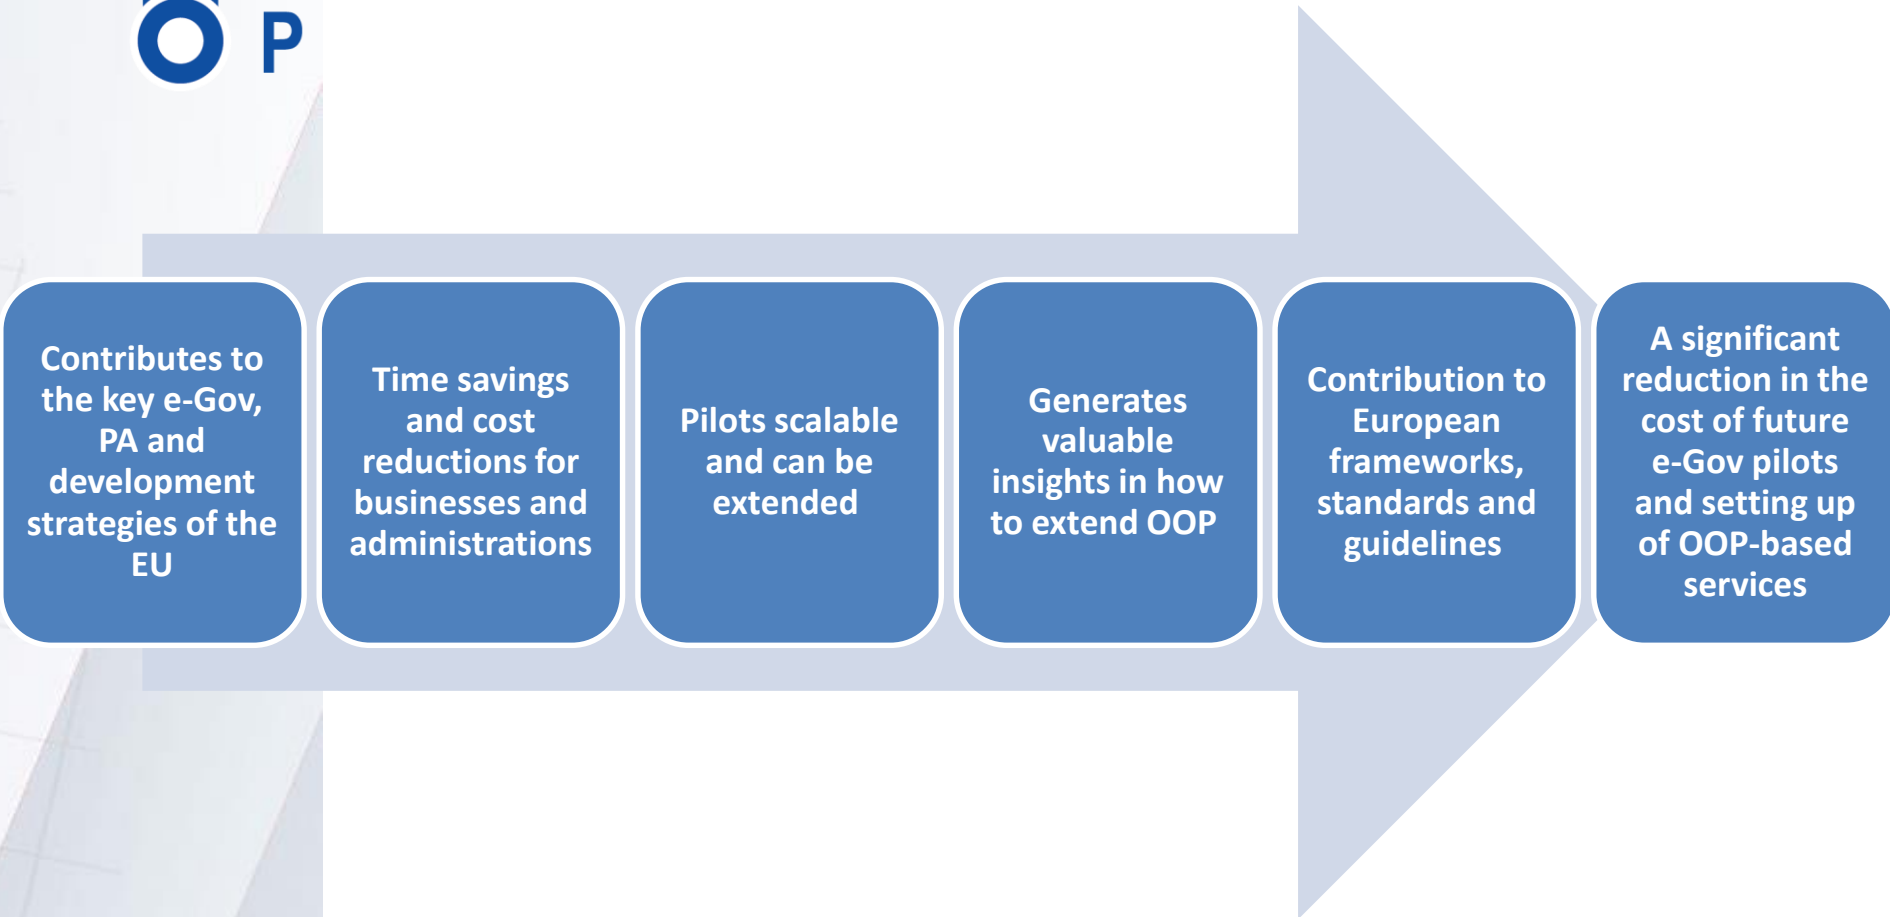 P
Contributes to
the key e-Gov,
PA and
development
strategies of the
EU
Time savings
and cost
reductions for
businesses and
administrations
Pilots scalable
and can be
extended
Generates
valuable
insights in how
to extend OOP
Contribution to
European
frameworks,
standards and
guidelines
A significant
reduction in the
cost of future
e-Gov pilots
and setting up
of OOP-based
services